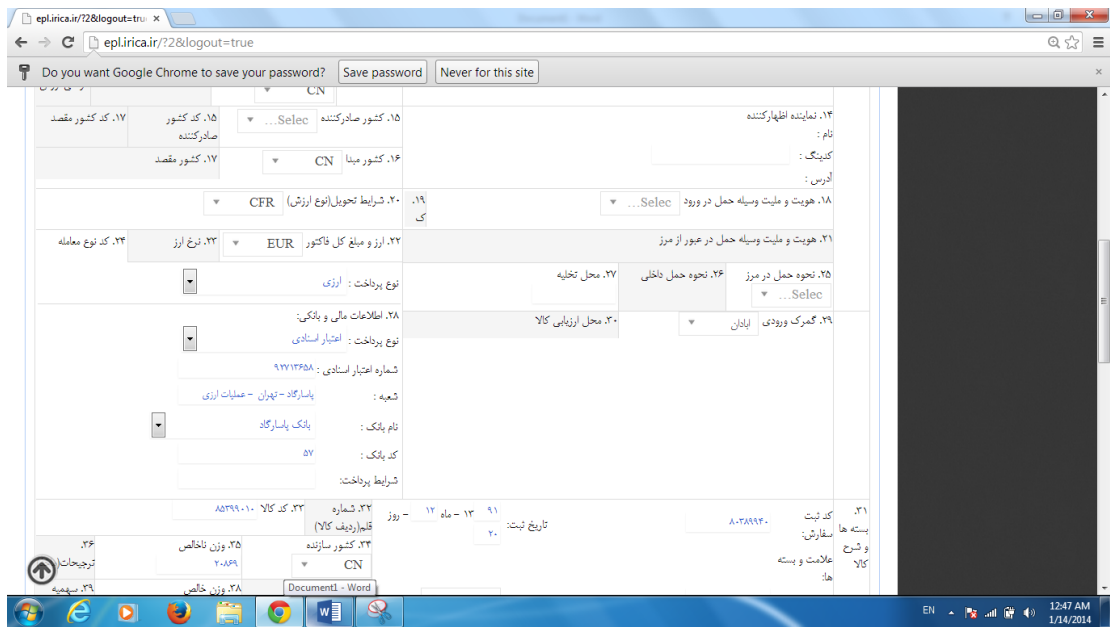 epl.irica.ir/?2&logout=tru
epl.irica.ir/?2&logout=true
Do you want Google Chrome to save your password? Save password Never for this site
CN
۱۴. نماینده اظهارکننده
نام :
کدینگ :
آدرس :
۱۵. کشور صادرکننده Selec...
۱۵. کد کشور صادرکننده
۱۷. کد کشور مقصد
۱۶. کشور مبدا CN
۱۷. کشور مقصد
۱۸. هویت و ملیت وسیله حمل در ورود Selec...
۱۹. ک
۲۰. شرایط تحویل(نوع ارزش) CFR
۲۱. هویت و ملیت وسیله حمل در عبور از مرز
۲۲. ارز و مبلغ کل فاکتور EUR
۲۳. نرخ ارز
۲۴. کد نوع معامله
۲۵. نحوه حمل در مرز
Selec...
۲۶. نحوه حمل داخلی
۲۷. محل تخلیه
نوع پرداخت : ارزی
۲۹. گمرک ورودی ابادان
۳۰. محل ارزیابی کالا
۲۸. اطلاعات مالی و بانکی:
نوع پرداخت : اعتبار اسنادی
شماره اعتبار اسنادی : ۹۲۷۱۳۶۵۸
شعبه : پاسارگاد - تهران - عملیات ارزی
نام بانک : بانک پاسارگاد
کد بانک : ۵۷
شرایط پرداخت:
۳۱. بسته ها و شرح کالا
کد ثبت سفارش: ۸۰۳۸۹۹۴۰
تاریخ ثبت: ۹۱ ۱۳ - ماه ۱۲ - روز
۲۰
علامت و بسته ها:
۳۲. شماره قلم(ردیف کالا)
۳۳. کد کالا ۸۵۳۹۹۰۱۰
۳۴. کشور سازنده
CN
۳۵. وزن ناخالص
۲۰۸۶۹
۳۶. ترجیحات(
۳۸. وزن خالص
۳۹. سهمیه
Document1 - Word
EN
12:47 AM
1/14/2014